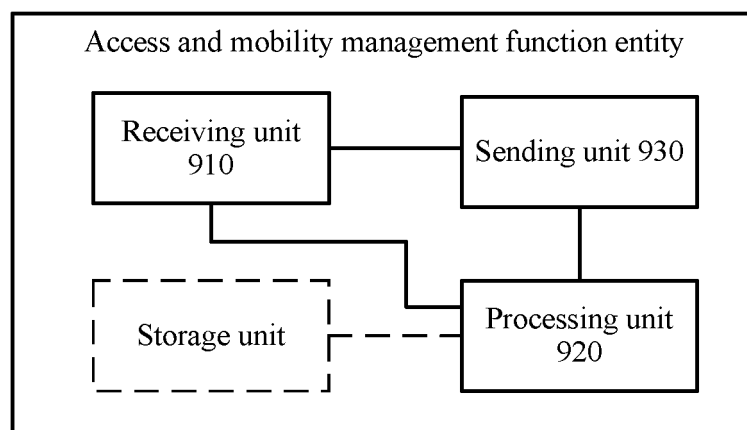 Access and mobility management function entity
Receiving unit
910
Sending unit 930
Storage unit
Processing unit
920